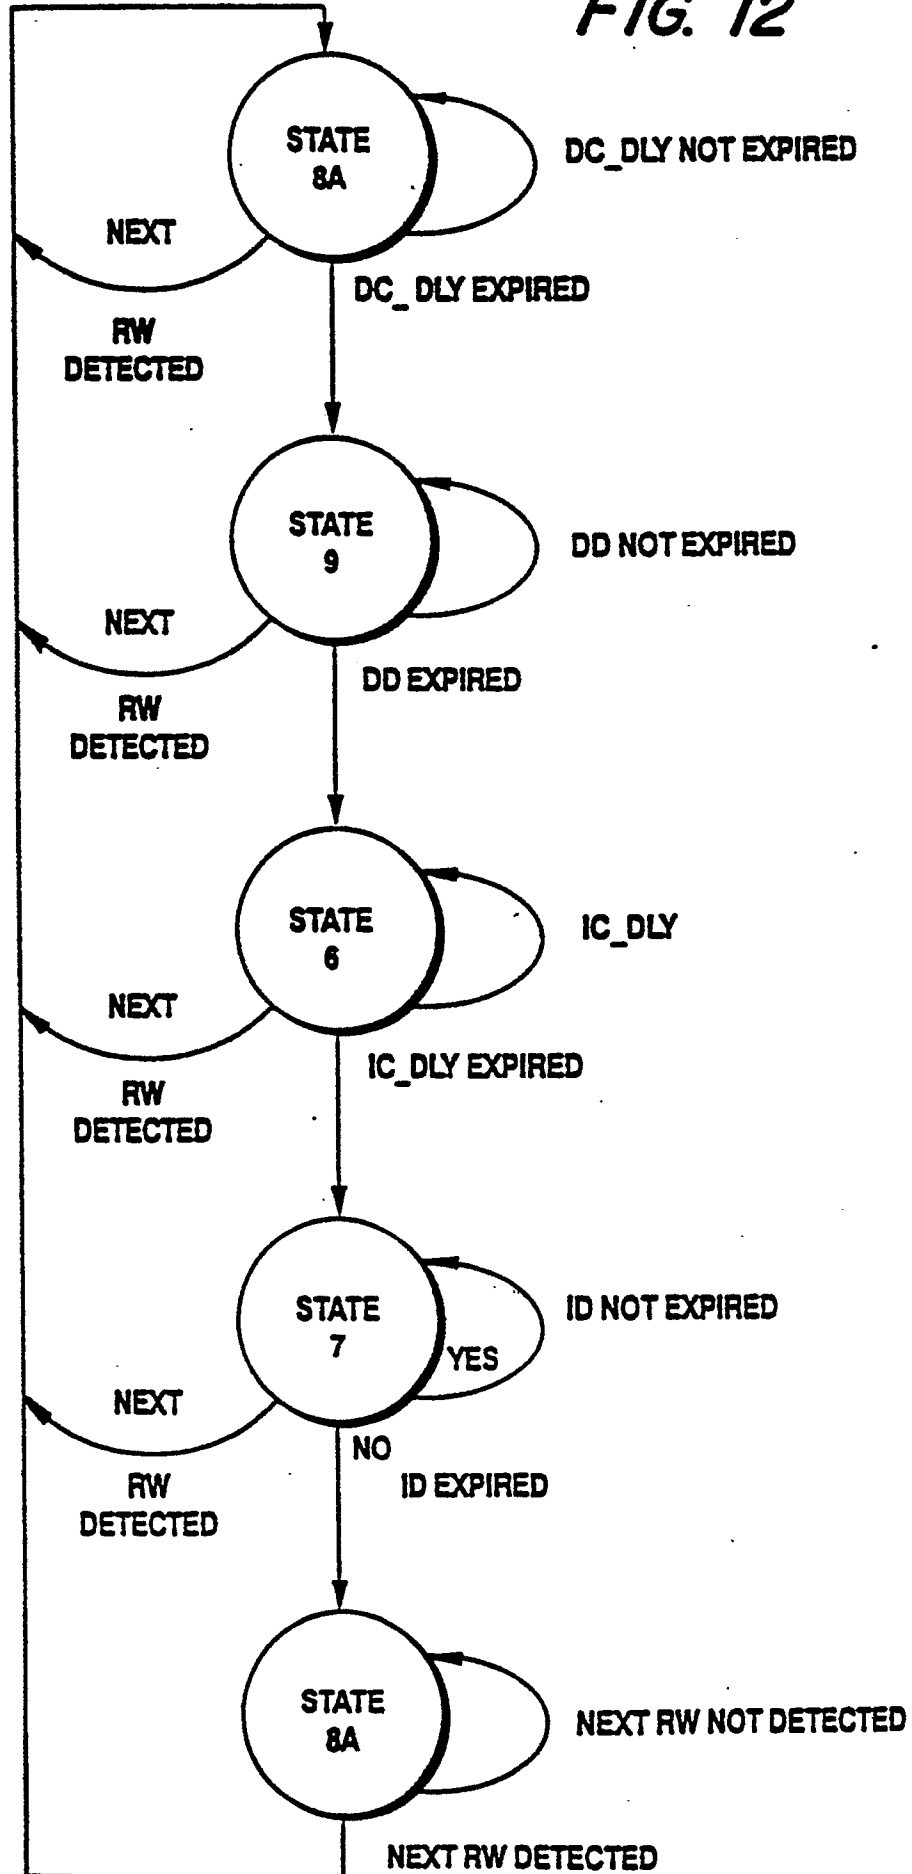 FIG. 12
STATE
8A
DC_DLY NOT EXPIRED
NEXT
RW
DETECTED
DC_ DLY EXPIRED
STATE
9
DD NOT EXPIRED
NEXT
RW
DETECTED
DD EXPIRED
STATE
6
IC_DLY
NEXT
RW
DETECTED
IC_DLY EXPIRED
STATE
7
ID NOT EXPIRED
YES
NEXT
RW
DETECTED
NO
ID EXPIRED
STATE
8A
NEXT RW NOT DETECTED
NEXT RW DETECTED